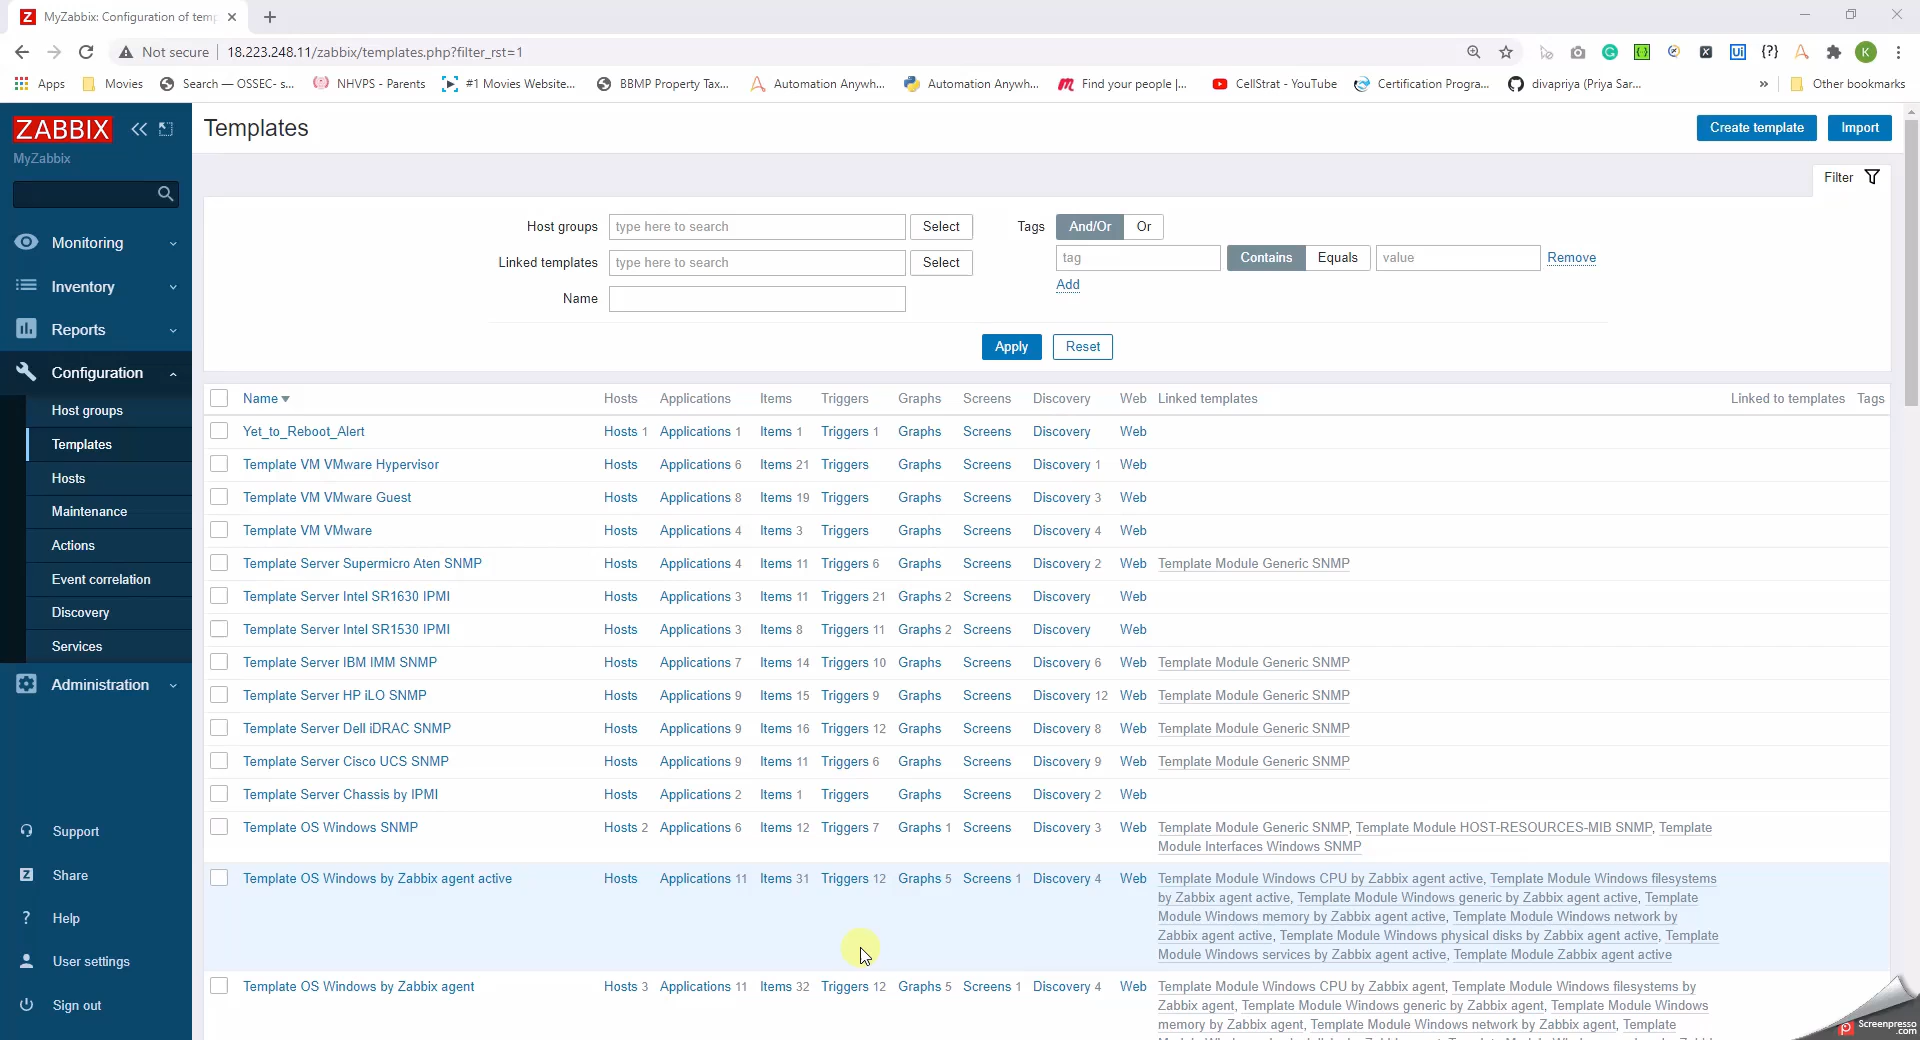 MyZabbix: Configuration of temp
Not secure
18.223.248.11/zabbix/templates.php?filter_rst=1
Apps
Movies
Search — OSSEC- s...
NHVPS - Parents
#1 Movies Website...
BBMP Property Tax...
Automation Anywh...
Automation Anywh...
Find your people |...
CellStrat - YouTube
Certification Progra...
divapriya (Priya Sar...
»
Other bookmarks
ZABBIX
MyZabbix
Monitoring
Inventory
Reports
Configuration
Host groups
Templates
Hosts
Maintenance
Actions
Event correlation
Discovery
Services
Administration
Support
Share
Help
User settings
Sign out
Templates
Create template
Import
Filter
Host groups type here to search Select
Linked templates type here to search Select
Name
Tags And/Or Or
tag Contains Equals value Remove
Add
Apply Reset
Name Hosts Applications Items Triggers Graphs Screens Discovery Web Linked templates Linked to templates Tags
Yet_to_Reboot_Alert Hosts 1 Applications 1 Items 1 Triggers 1 Graphs Screens Discovery Web
Template VM VMware Hypervisor Hosts Applications 6 Items 21 Triggers Graphs Screens Discovery 1 Web
Template VM VMware Guest Hosts Applications 8 Items 19 Triggers Graphs Screens Discovery 3 Web
Template VM VMware Hosts Applications 4 Items 3 Triggers Graphs Screens Discovery 4 Web
Template Server Supermicro Aten SNMP Hosts Applications 4 Items 11 Triggers 6 Graphs Screens Discovery 2 Web Template Module Generic SNMP
Template Server Intel SR1630 IPMI Hosts Applications 3 Items 11 Triggers 21 Graphs 2 Screens Discovery Web
Template Server Intel SR1530 IPMI Hosts Applications 3 Items 8 Triggers 11 Graphs 2 Screens Discovery Web
Template Server IBM IMM SNMP Hosts Applications 7 Items 14 Triggers 10 Graphs Screens Discovery 6 Web Template Module Generic SNMP
Template Server HP iLO SNMP Hosts Applications 9 Items 15 Triggers 9 Graphs Screens Discovery 12 Web Template Module Generic SNMP
Template Server Dell iDRAC SNMP Hosts Applications 9 Items 16 Triggers 12 Graphs Screens Discovery 8 Web Template Module Generic SNMP
Template Server Cisco UCS SNMP Hosts Applications 9 Items 11 Triggers 6 Graphs Screens Discovery 9 Web Template Module Generic SNMP
Template Server Chassis by IPMI Hosts Applications 2 Items 1 Triggers Graphs Screens Discovery 2 Web
Template OS Windows SNMP Hosts 2 Applications 6 Items 12 Triggers 7 Graphs 1 Screens Discovery 3 Web Template Module Generic SNMP, Template Module HOST-RESOURCES-MIB SNMP, Template
Module Interfaces Windows SNMP
Template OS Windows by Zabbix agent active Hosts Applications 11 Items 31 Triggers 12 Graphs 5 Screens 1 Discovery 4 Web Template Module Windows CPU by Zabbix agent active, Template Module Windows filesystems
by Zabbix agent active, Template Module Windows generic by Zabbix agent active, Template
Module Windows memory by Zabbix agent active, Template Module Windows network by
Zabbix agent active, Template Module Windows physical disks by Zabbix agent active, Template
Module Windows services by Zabbix agent active, Template Module Zabbix agent active
Template OS Windows by Zabbix agent Hosts 3 Applications 11 Items 32 Triggers 12 Graphs 5 Screens 1 Discovery 4 Web Template Module Windows CPU by Zabbix agent, Template Module Windows filesystems by
Zabbix agent, Template Module Windows generic by Zabbix agent, Template Module Windows
memory by Zabbix agent, Template Module Windows network by Zabbix agent, Template
Screenpresso
.com